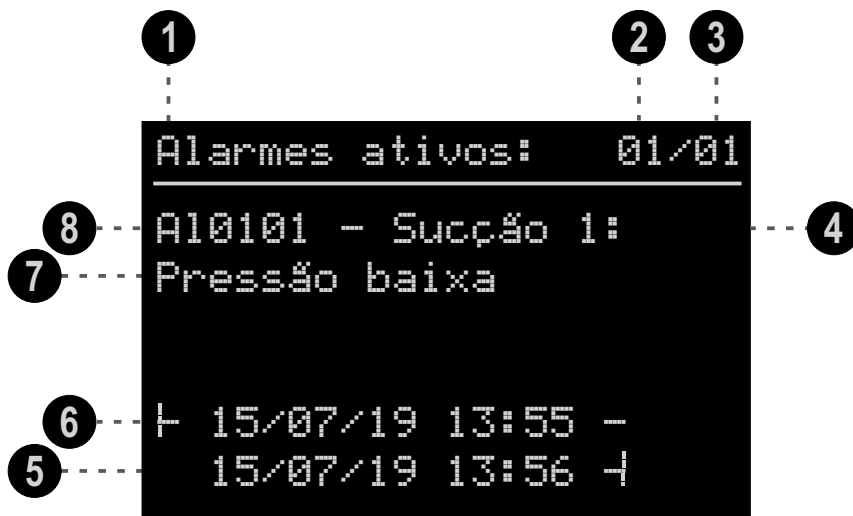 1 2 3
Alarmes ativos: 01/01
8 Al0101 - Sucção 1: 4
7 Pressão baixa
6 ├ 15/07/19 13:55 -
5 15/07/19 13:56 ┤